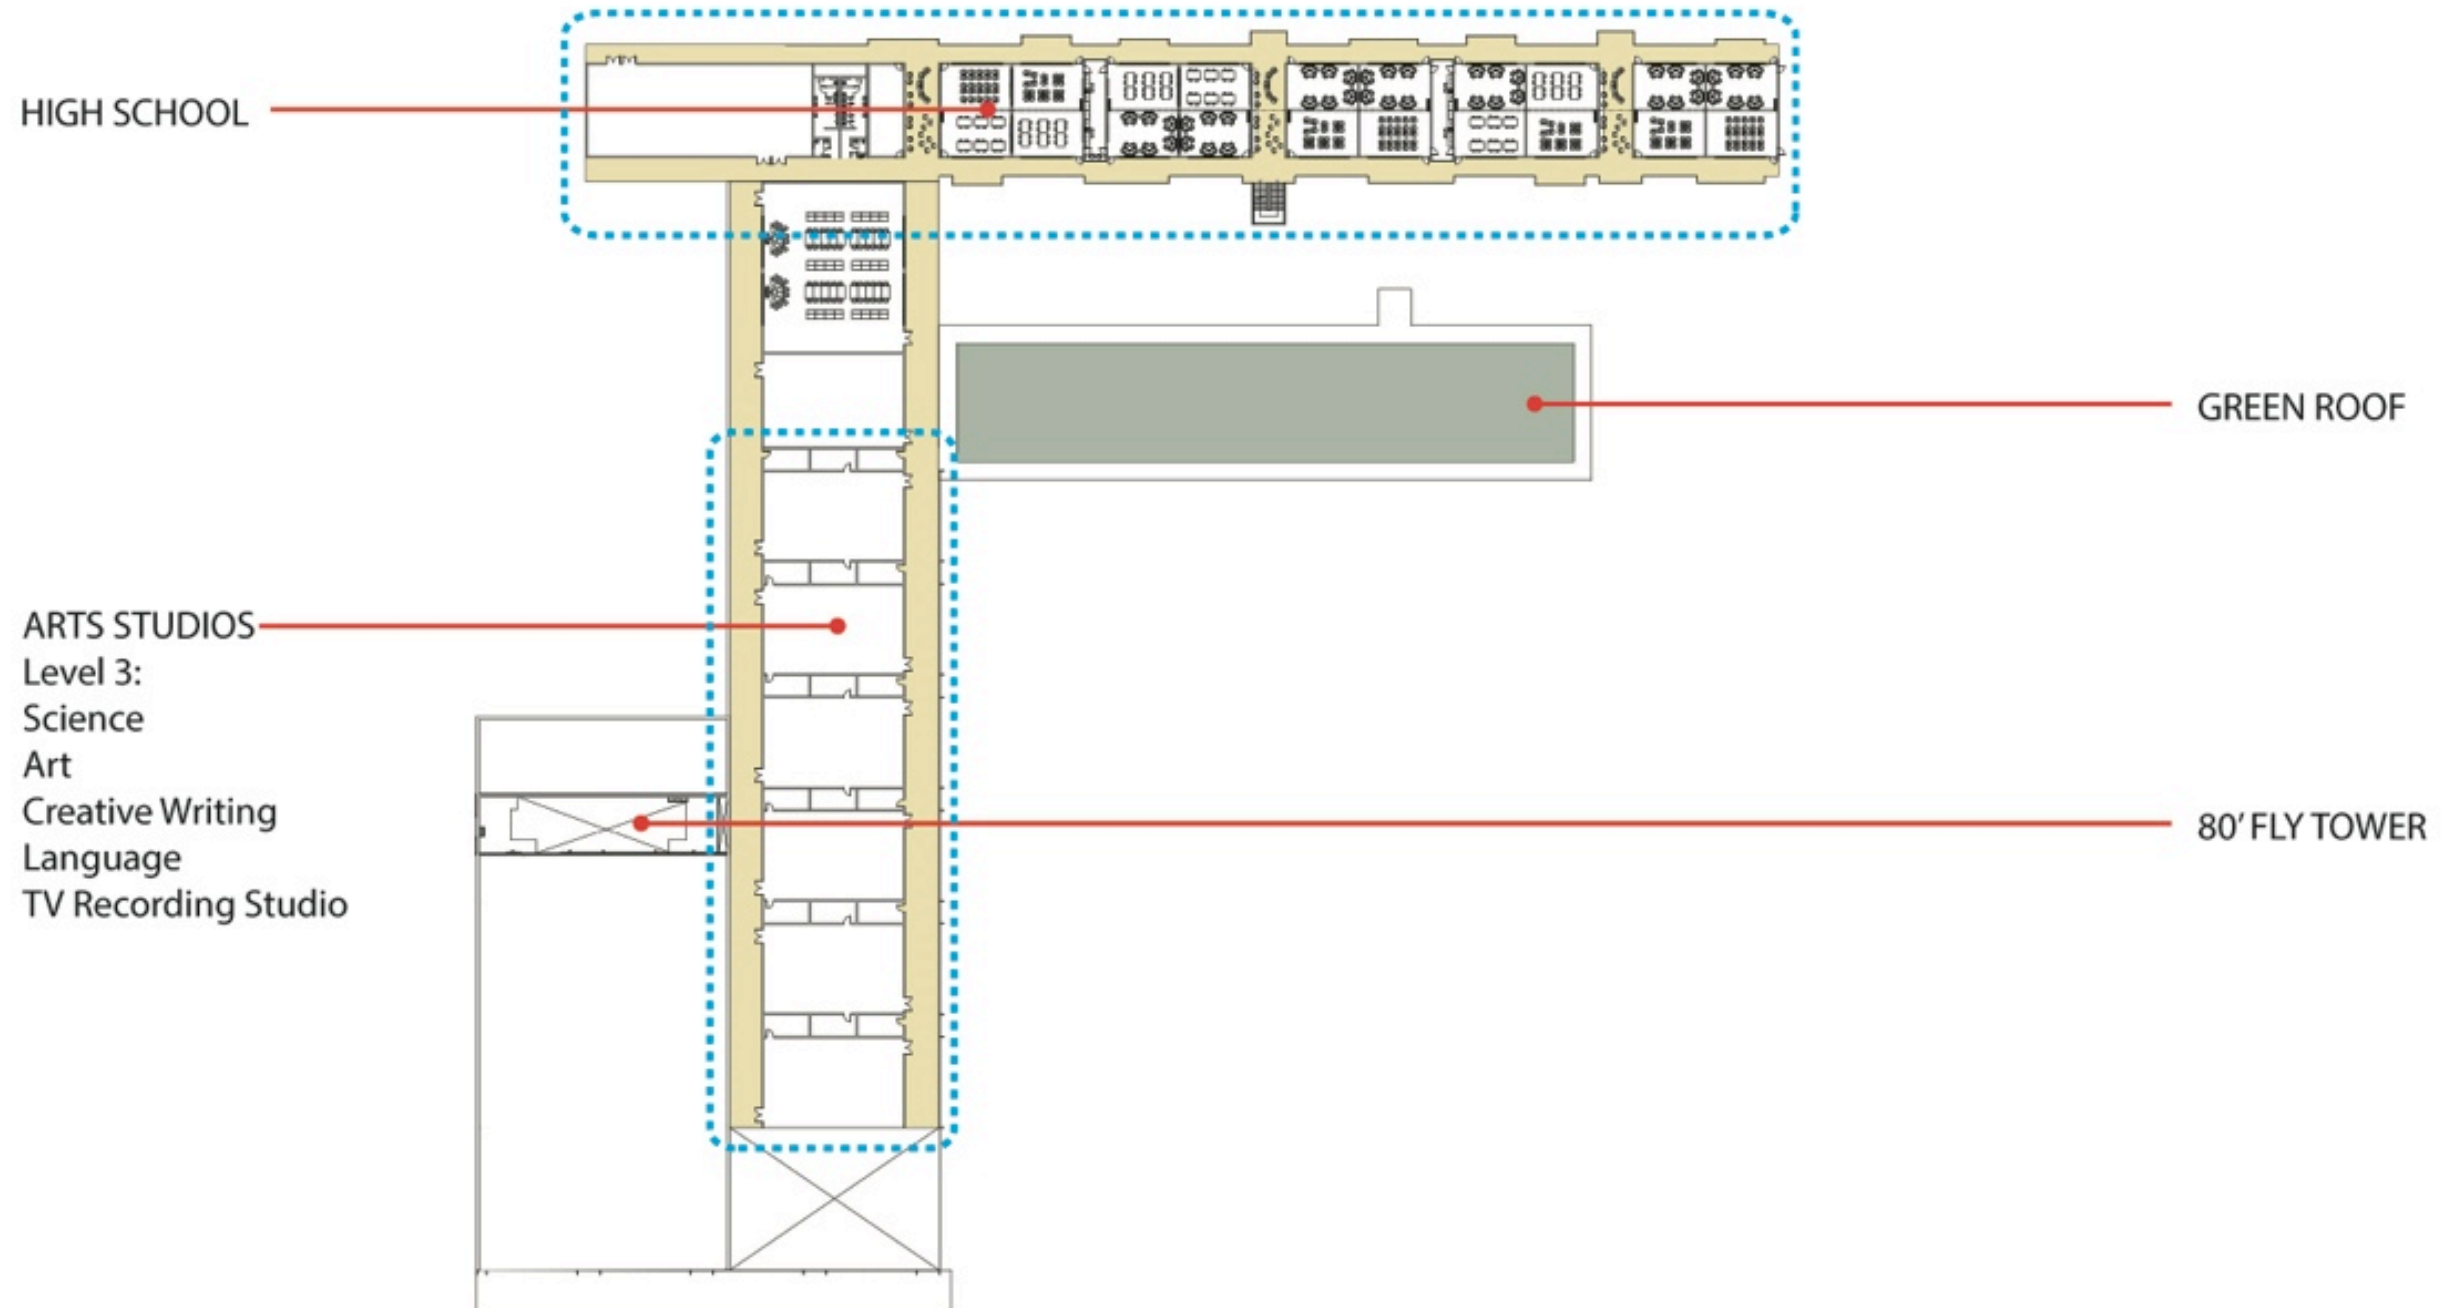 HIGH SCHOOL
GREEN ROOF
ARTS STUDIOS
Level 3:
Science
Art
Creative Writing
Language
TV Recording Studio
80’ FLY TOWER